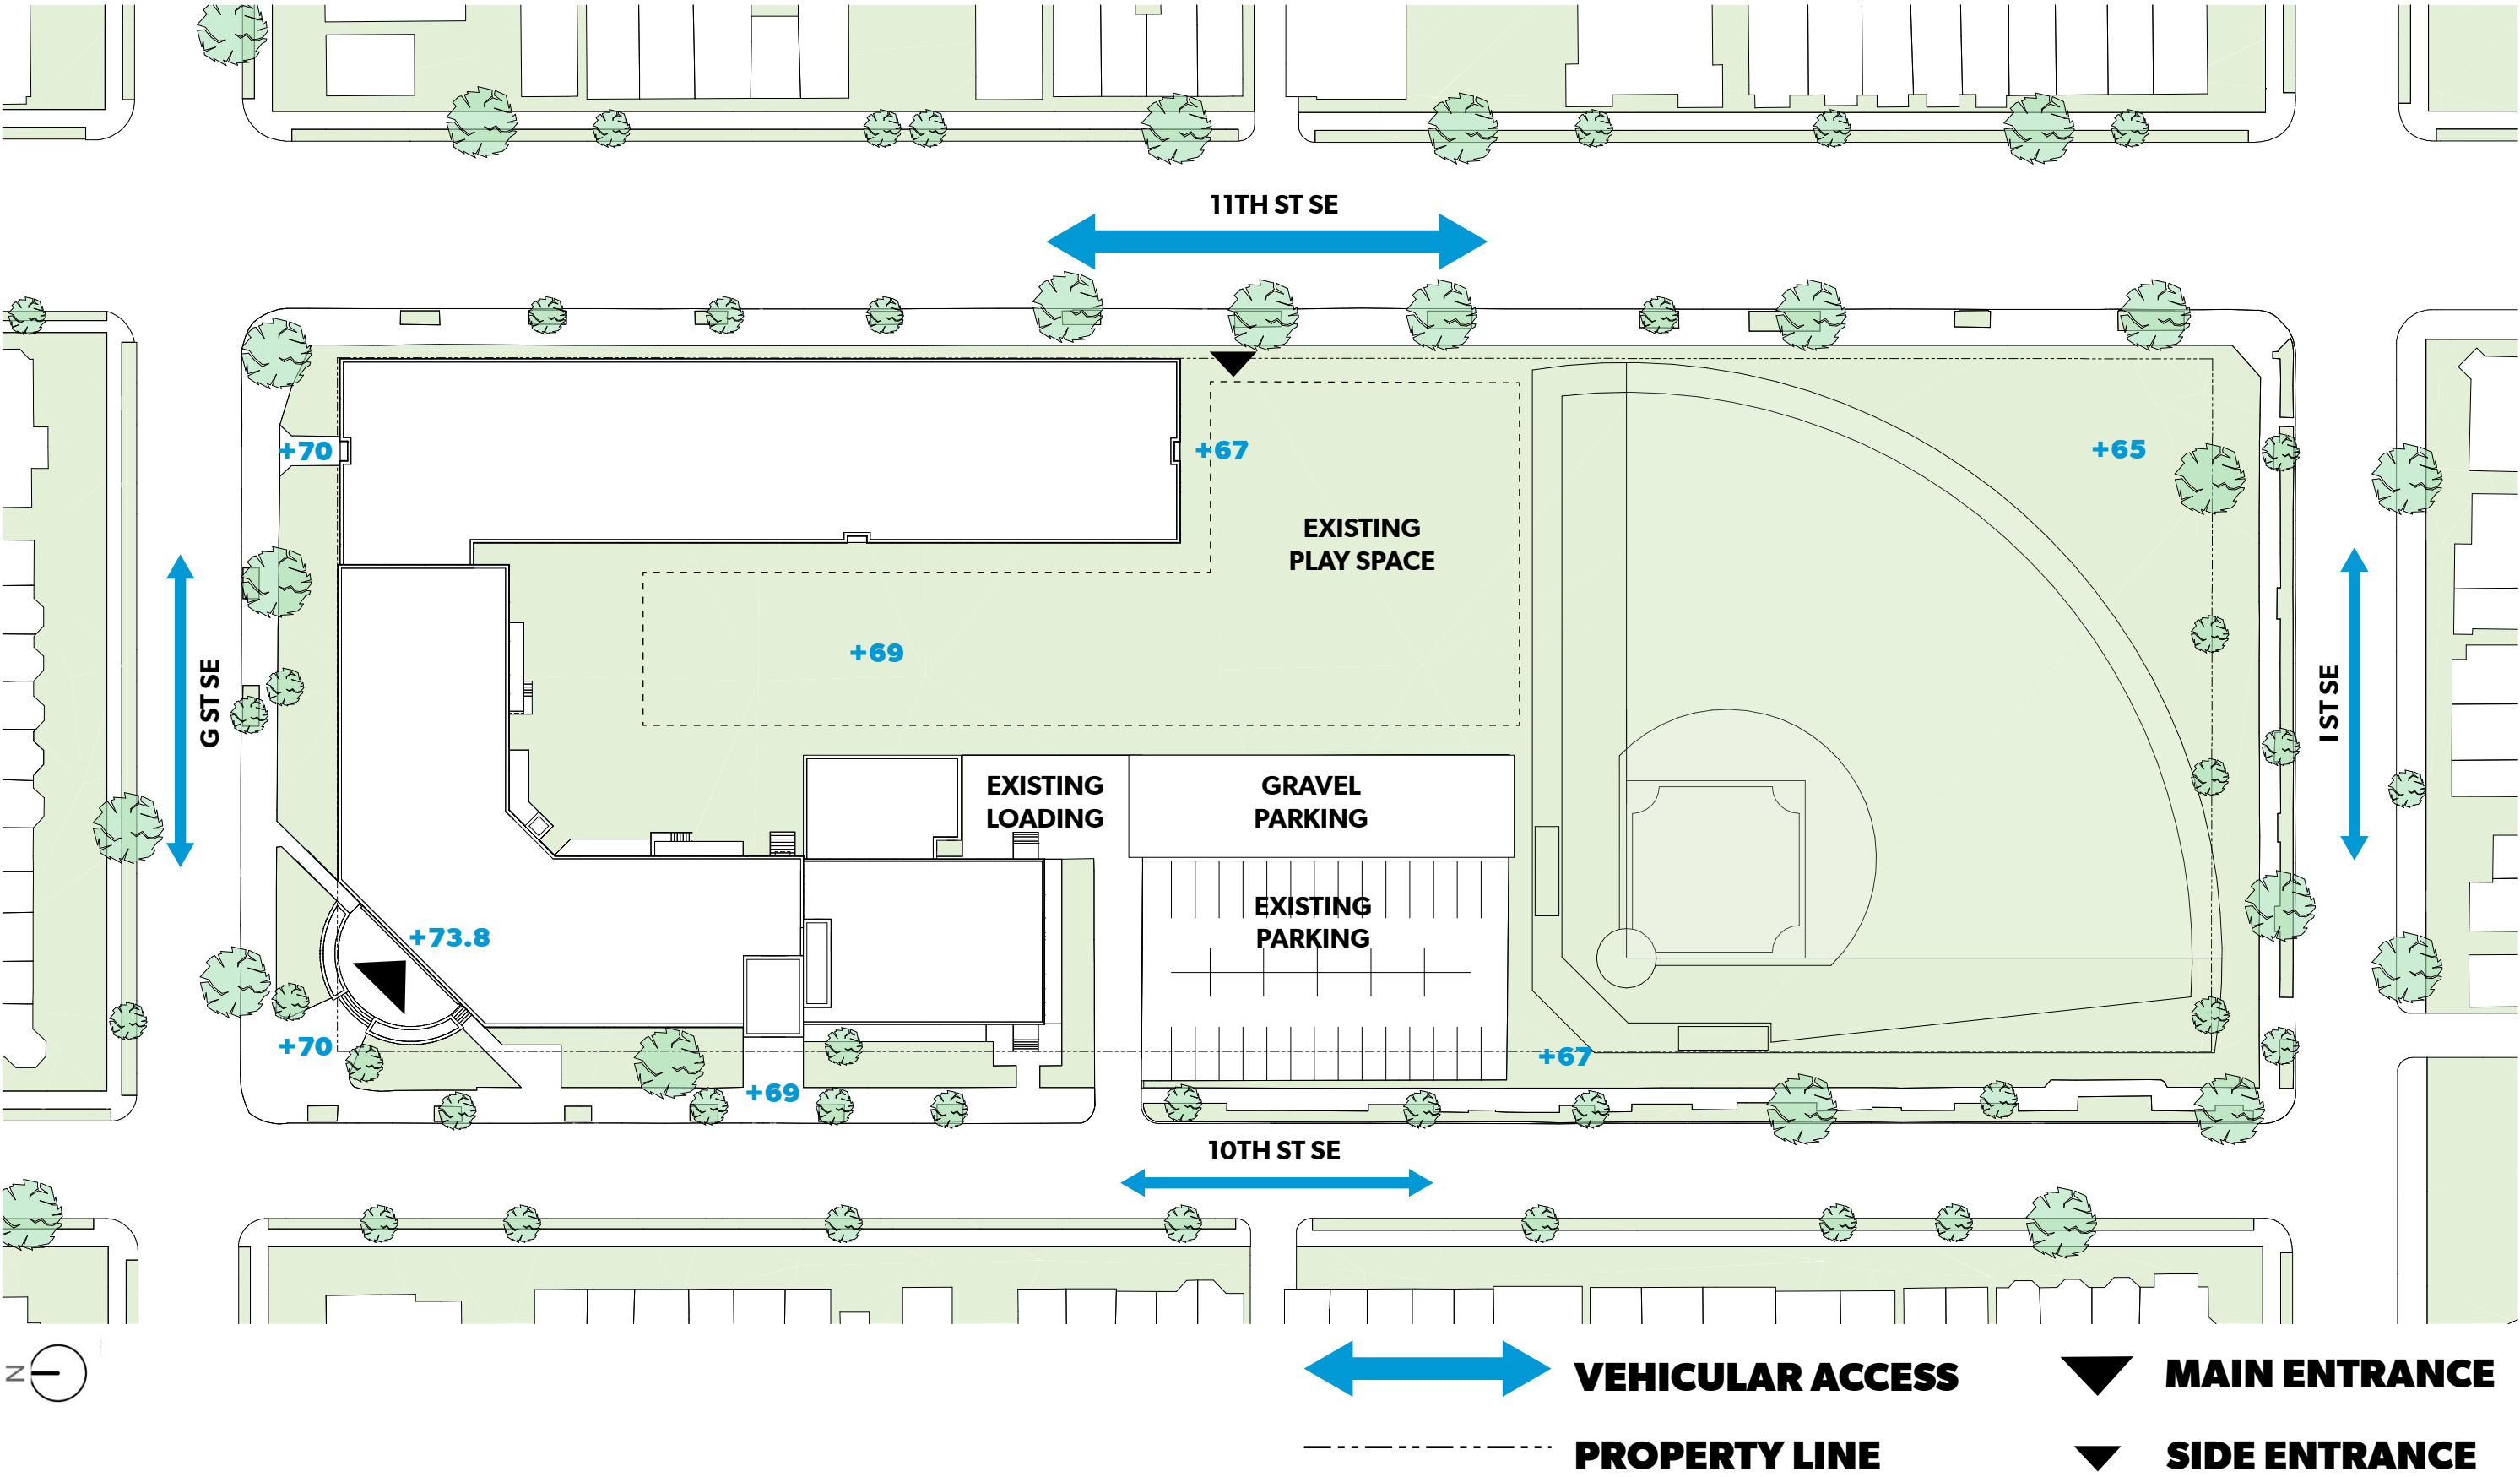 11TH ST SE
+70
+67
+65
EXISTING
PLAY SPACE
+69
G ST SE
I ST SE
EXISTING
LOADING
GRAVEL
PARKING
EXISTING
PARKING
+73.8
+70
+67
+69
10TH ST SE
N
VEHICULAR ACCESS
MAIN ENTRANCE
PROPERTY LINE
SIDE ENTRANCE